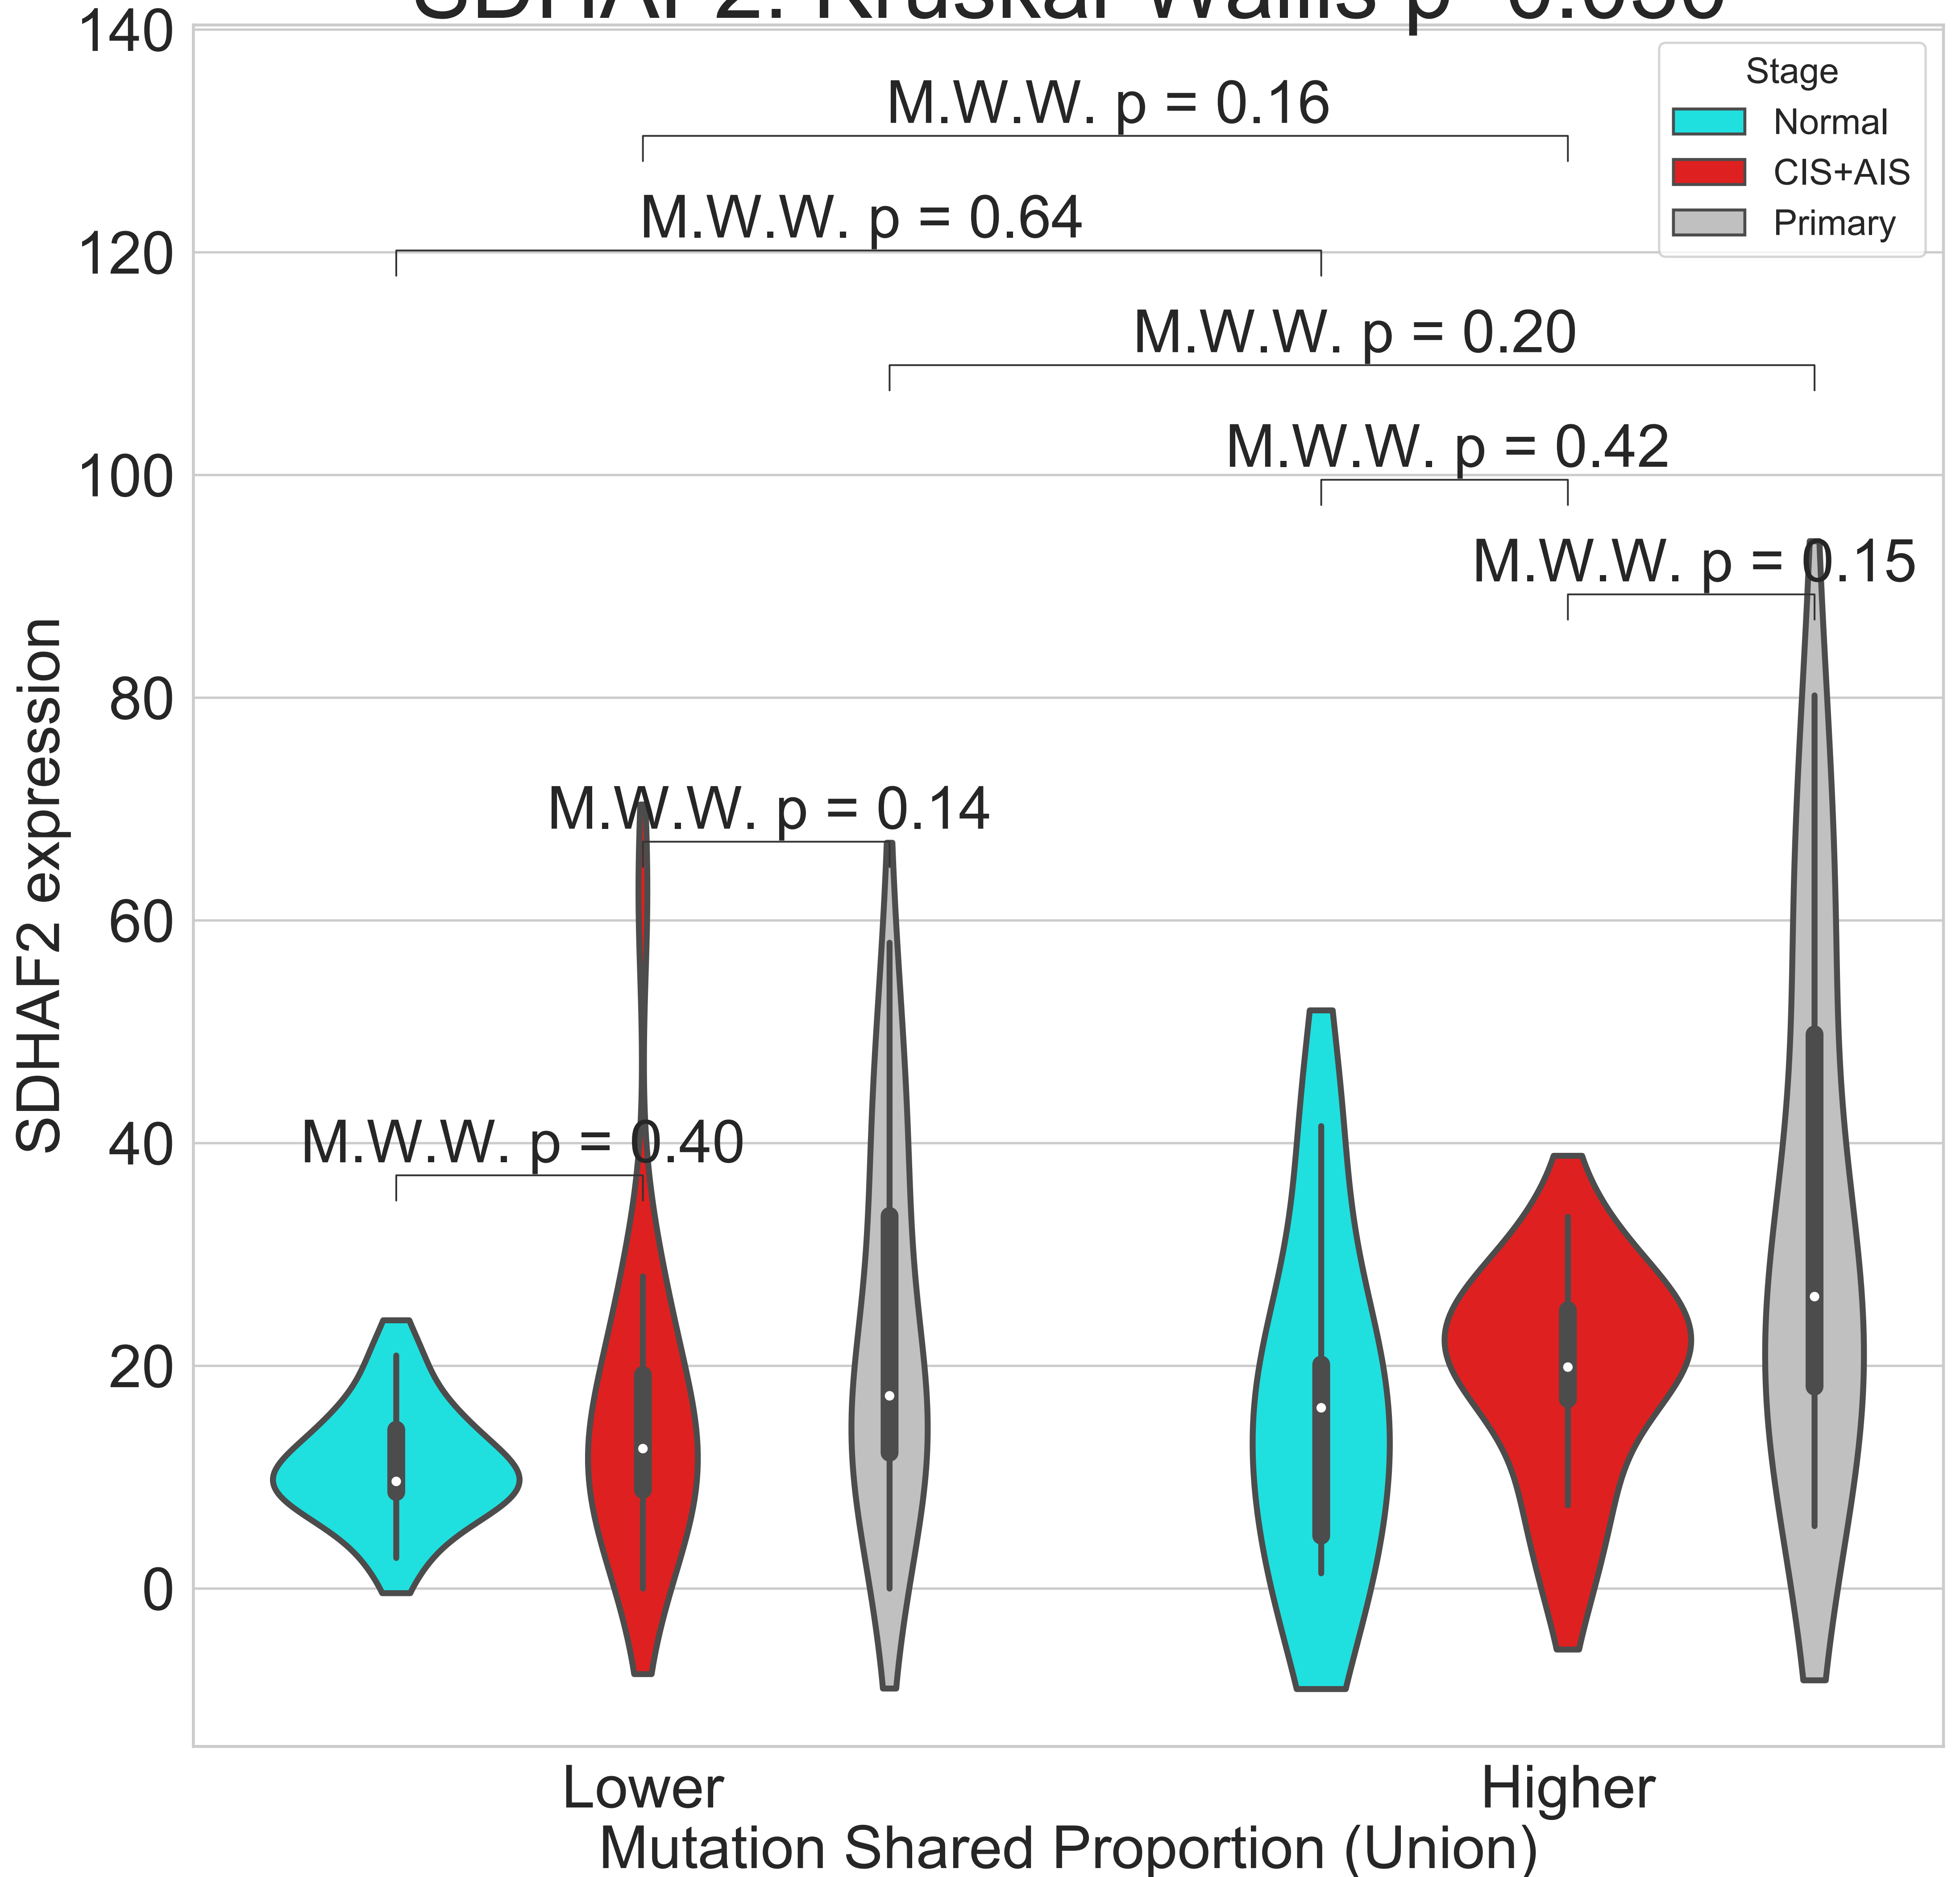 140
M.W.W. p = 0.16
Stage
Normal
CIS+AIS
Primary
M.W.W. p = 0.64
120
M.W.W. p = 0.20
M.W.W. p = 0.42
100
M.W.W. p = 0.15
80
M.W.W. p = 0.14
60
SDHAF2 expression
M.W.W. p = 0.40
40
20
0
Lower
Higher
Mutation Shared Proportion (Union)